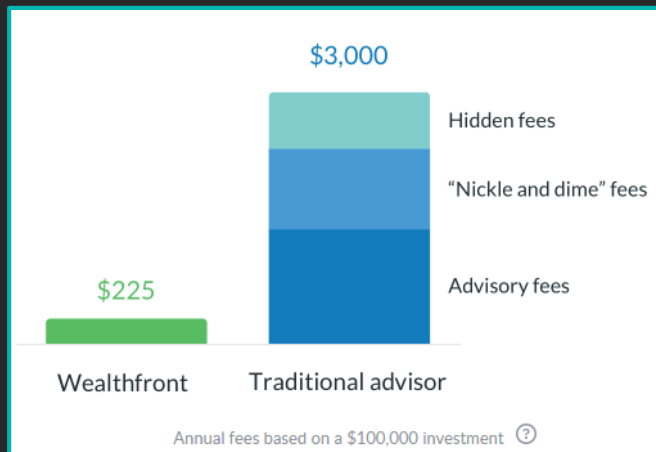 $3,000
Hidden fees
“Nickle and dime” fees
Advisory fees
$225
Wealthfront
Traditional advisor
Annual fees based on a $100,000 investment ?